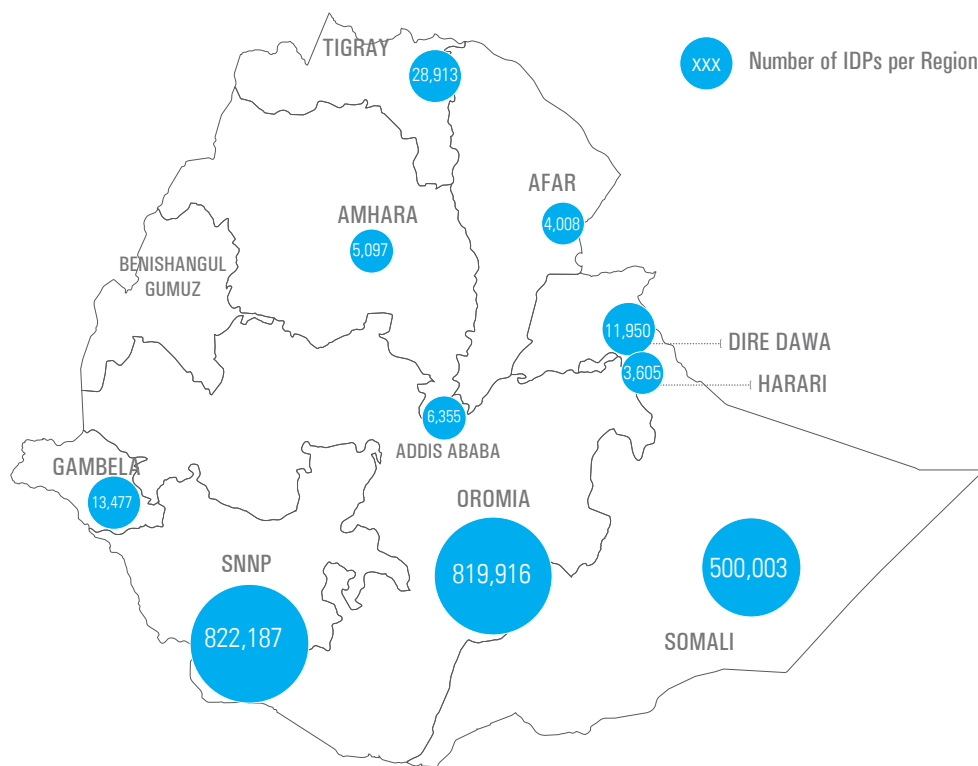 TIGRAY
28,913
xxx
Number of IDPs per Region
AFAR
4,008
AMHARA
5,097
BENISHANGUL
GUMUZ
11,950
DIRE DAWA
3,605
HARARI
6,355
ADDIS ABABA
GAMBELA
13,477
OROMIA
819,916
SNNP
822,187
500,003
SOMALI